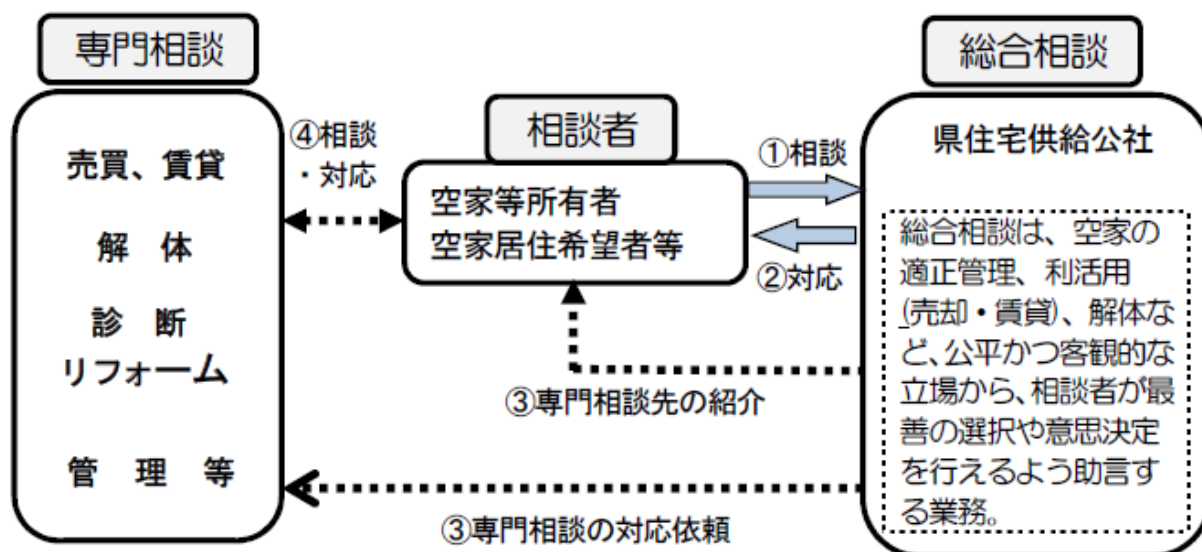 専門相談
売買、賃貸
解　体
診　断
リフォーム
管　理　等
④相談
・対応
相談者
空家等所有者
空家居住希望者等
①相談
②対応
③専門相談先の紹介
③専門相談の対応依頼
総合相談
県住宅供給公社
総合相談は、空家の
適正管理、利活用
(売却・賃貸)、解体な
ど、公平かつ客観的な
立場から、相談者が最
善の選択や意思決定
を行えるよう助言す
る業務。